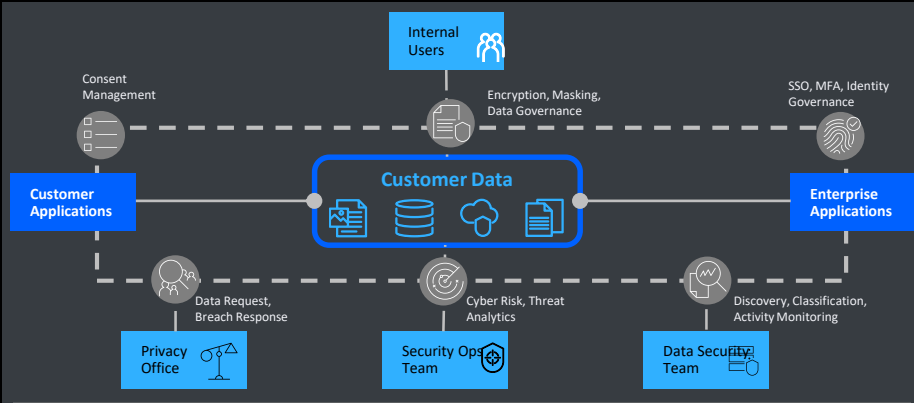 Internal
Users
Consent
Management
Encryption, Masking,
Data Governance
SSO, MFA, Identity
Governance
Customer Data
Customer
Applications
Enterprise
Applications
Data Request,
Breach Response
Cyber Risk, Threat
Analytics
Discovery, Classification,
Activity Monitoring
Privacy
Office
Security Ops
Team
Data Security
Team